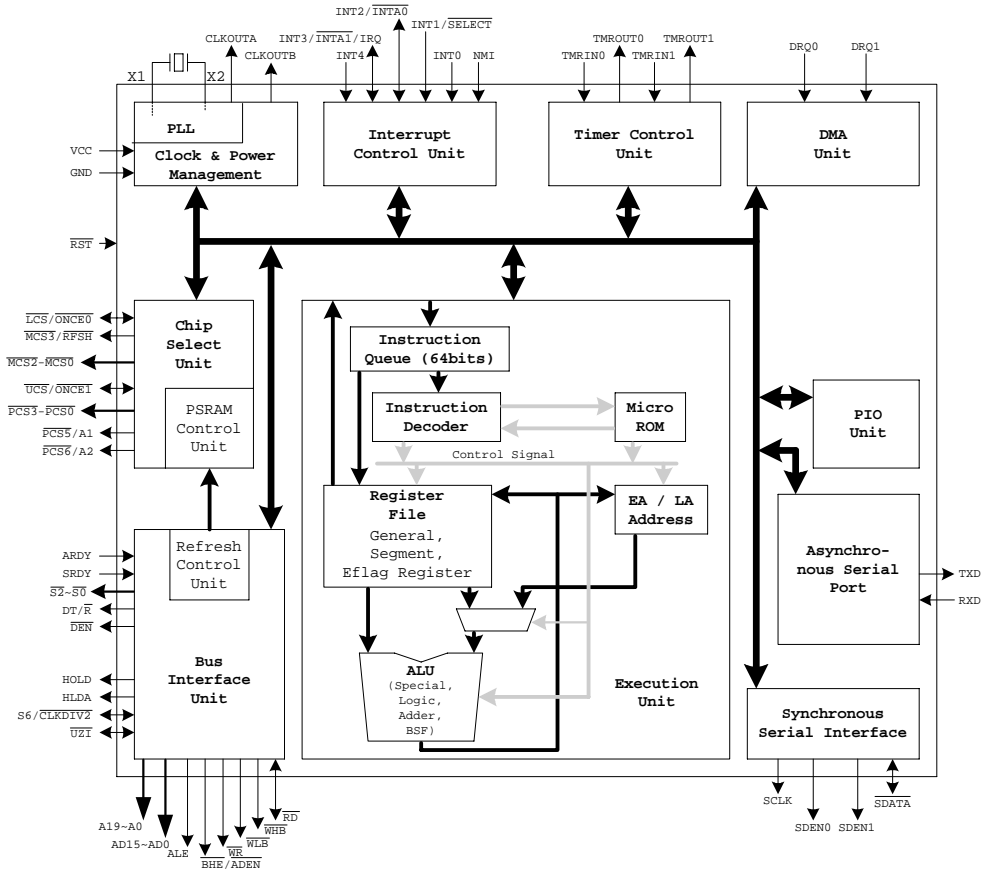 INT2/INTA0
INT1/SELECT
INT3/INTA1/IRQ
INT4
INT0
NMI
CLKOUTA
CLKOUTB
X1
X2
TMRIN0
TMROUT0
TMRIN1
TMROUT1
DRQ0
DRQ1
PLL
Clock & Power
Management
Interrupt
Control Unit
Timer Control
Unit
DMA
Unit
VCC
GND
RST
LCS/ONCE0
MCS3/RFSH
MCS2-MCS0
UCS/ONCE1
PCS3-PCS0
PCS5/A1
PCS6/A2
Chip
Select
Unit
PSRAM
Control
Unit
Instruction
Queue (64bits)
Instruction
Decoder
Micro
ROM
Control Signal
Register
File
General,
Segment,
Eflag Register
EA / LA
Address
ALU
(Special,
Logic,
Adder,
BSF)
Execution
Unit
PIO
Unit
Asynchro-
nous Serial
Port
TXD
RXD
Synchronous
Serial Interface
SCLK
SDEN0
SDEN1
SDATA
ARDY
SRDY
S2~S0
DT/R
DEN
HOLD
HLDA
S6/CLKDIV2
UZI
Refresh
Control
Unit
Bus
Interface
Unit
A19~A0
AD15~AD0
ALE
BHE/ADEN
WR
WLB
WHB
RD